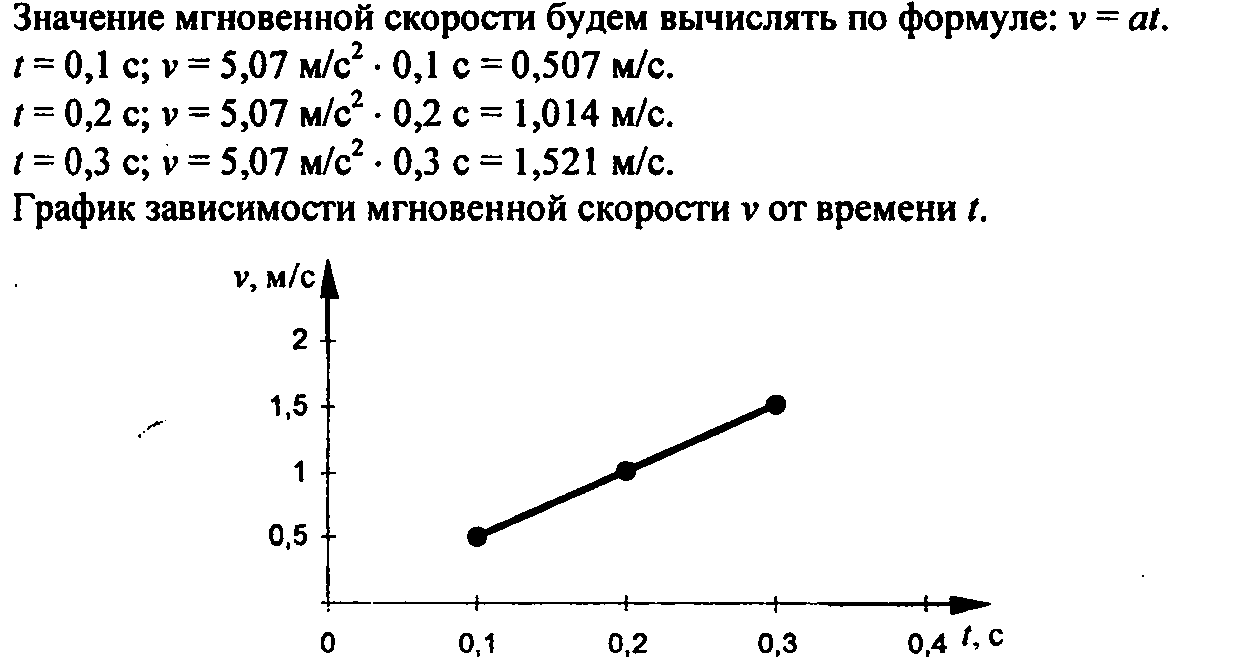 Значение мгновенной скорости будем вычислять по формуле: v = at.
t = 0,1 с; v = 5,07 м/с² · 0,1 с = 0,507 м/с.
t = 0,2 с; v = 5,07 м/с² · 0,2 с = 1,014 м/с.
t = 0,3 с; v = 5,07 м/с² · 0,3 с = 1,521 м/с.
График зависимости мгновенной скорости v от времени t.
v, м/с
2
1,5
1
0,5
0 0,1 0,2 0,3 0,4 t, с